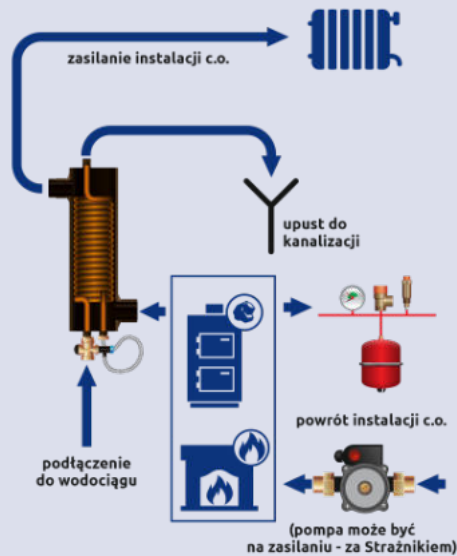 zasilanie instalacji c.o.
upust do
kanalizacji
powrót instalacji c.o.
podłączenie
do wodociągu
(pompa może być
na zasilaniu - za Strażnikiem)